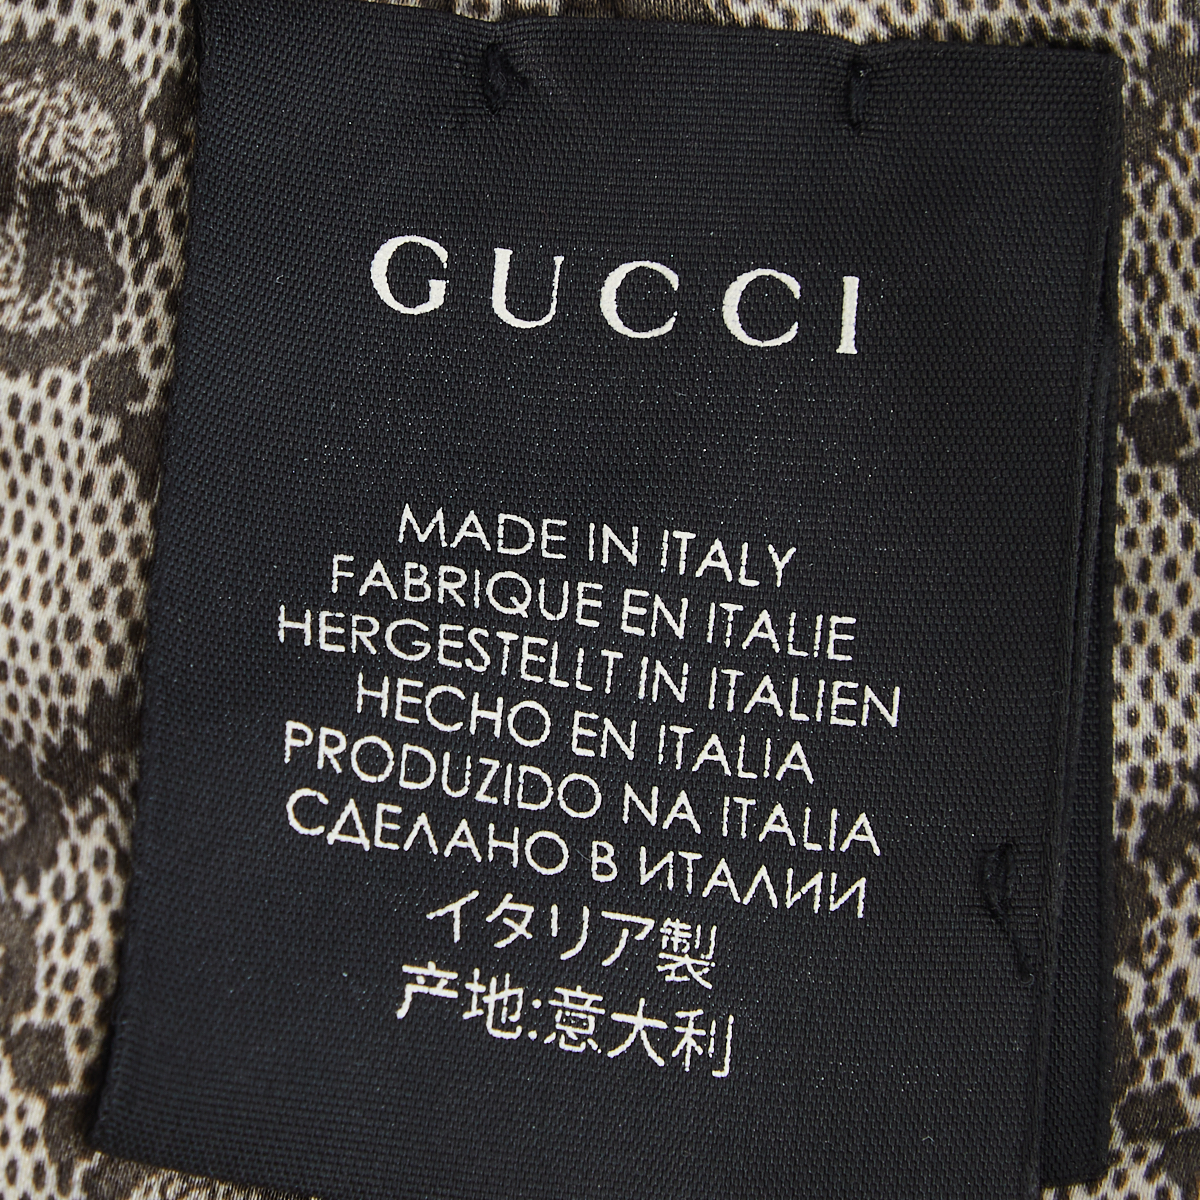 GUCCI
MADE IN ITALY
FABRIQUE EN ITALIE
HERGESTELLT IN ITALIEN
HECHO EN ITALIA
PRODUZIDO NA ITALIA
СДЕЛАНО В ИТАЛИИ
イタリア製
产地:意大利